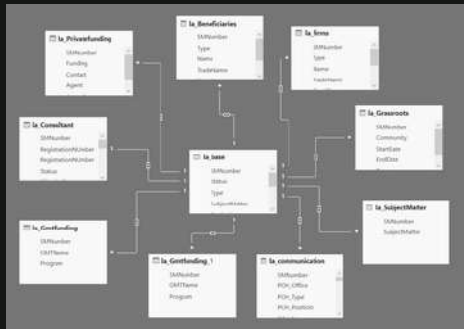 la_Privatefunding
SMNumber
Funding
Contact
Agent
la_Beneficiaries
SMNumber
Type
Name
TradeName
la_firms
SMNumber
type
Name
TradeName
la_Consultant
SMNumber
RegistrationNUmber
RegistrationNUmber
Status
la_base
SMNumber
Status
Type
SubjectMatter
la_Grassroots
SMNumber
Community
StartDate
EndDate
la_Gmtfunding
SMNumber
GMTName
Program
la_Gmtfunding_1
SMNumber
GMTName
Program
la_communication
SMNumber
POH_Office
POH_Type
POH_Position
la_SubjectMatter
SMNumber
SubjectMatter